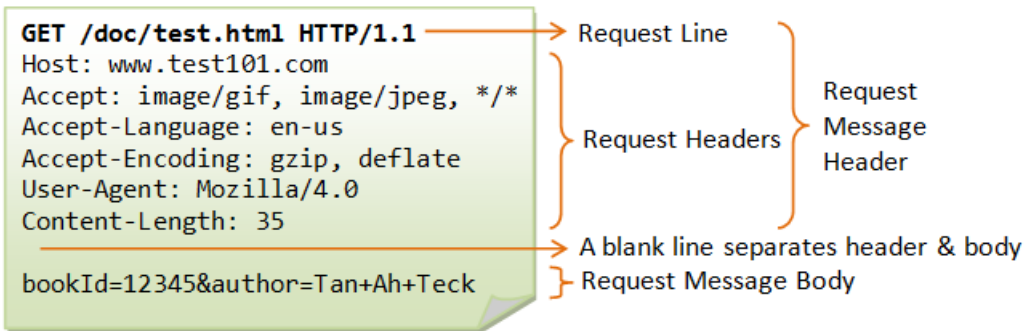 GET /doc/test.html HTTP/1.1
Host: www.test101.com
Accept: image/gif, image/jpeg, */*
Accept-Language: en-us
Accept-Encoding: gzip, deflate
User-Agent: Mozilla/4.0
Content-Length: 35
bookId=12345&author=Tan+Ah+Teck
Request Line
Request Headers
Request
Message
Header
A blank line separates header & body
Request Message Body